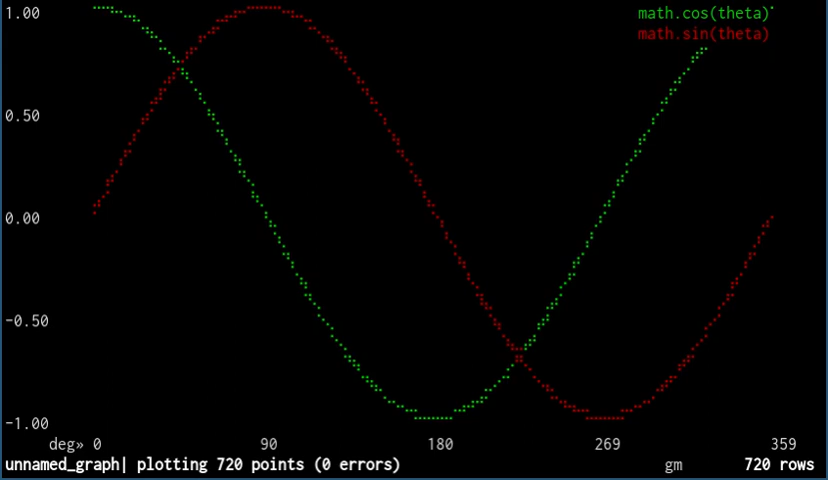 1.00
math.cos(theta)
math.sin(theta)
0.50
0.00
-0.50
-1.00
deg» 0 90 180 269 359
unnamed_graph| plotting 720 points (0 errors) gm 720 rows